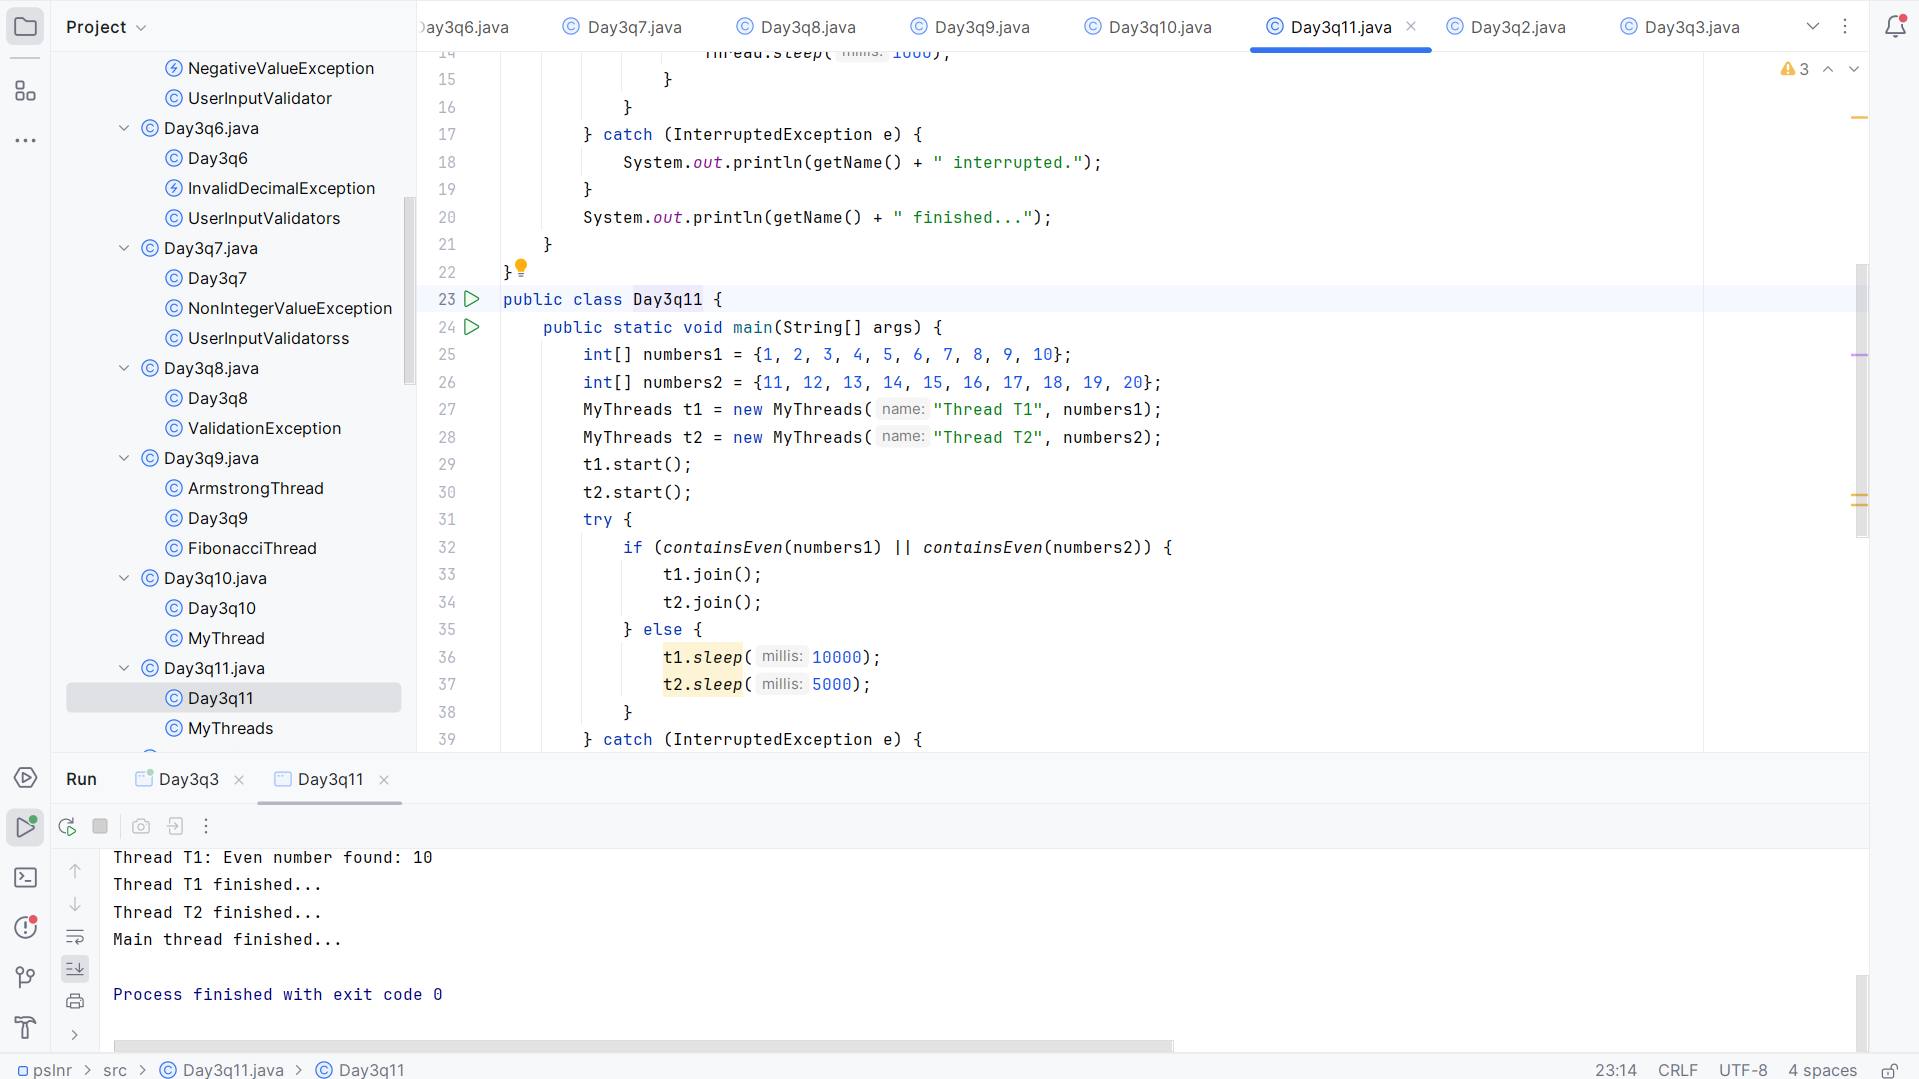 Project
Day3q6.java
Day3q7.java
Day3q8.java
Day3q9.java
Day3q10.java
Day3q11.java
Day3q2.java
Day3q3.java
NegativeValueException
UserInputValidator
Day3q6.java
Day3q6
InvalidDecimalException
UserInputValidators
Day3q7.java
Day3q7
NonIntegerValueException
UserInputValidatorss
Day3q8.java
Day3q8
ValidationException
Day3q9.java
ArmstrongThread
Day3q9
FibonacciThread
Day3q10.java
Day3q10
MyThread
Day3q11.java
Day3q11
MyThreads
3
14 Thread.sleep( millis: 1000);
15 }
16 }
17 } catch (InterruptedException e) {
18 System.out.println(getName() + " interrupted.");
19 }
20 System.out.println(getName() + " finished...");
21 }
22 }
23 public class Day3q11 {
24 public static void main(String[] args) {
25 int[] numbers1 = {1, 2, 3, 4, 5, 6, 7, 8, 9, 10};
26 int[] numbers2 = {11, 12, 13, 14, 15, 16, 17, 18, 19, 20};
27 MyThreads t1 = new MyThreads( name: "Thread T1", numbers1);
28 MyThreads t2 = new MyThreads( name: "Thread T2", numbers2);
29 t1.start();
30 t2.start();
31 try {
32 if (containsEven(numbers1) || containsEven(numbers2)) {
33 t1.join();
34 t2.join();
35 } else {
36 t1.sleep( millis: 10000);
37 t2.sleep( millis: 5000);
38 }
39 } catch (InterruptedException e) {
Run
Day3q3
Day3q11
Thread T1: Even number found: 10
Thread T1 finished...
Thread T2 finished...
Main thread finished...
Process finished with exit code 0
pslnr > src > Day3q11.java > Day3q11
23:14 CRLF UTF-8 4 spaces